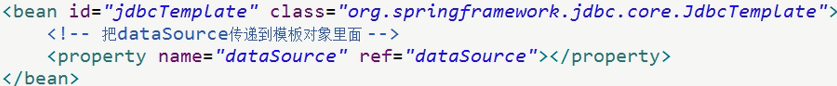 <bean id="jdbcTemplate" class="org.springframework.jdbc.core.JdbcTemplate">
<!-- 把dataSource传递到模板对象里面 -->
<property name="dataSource" ref="dataSource"></property>
</bean>